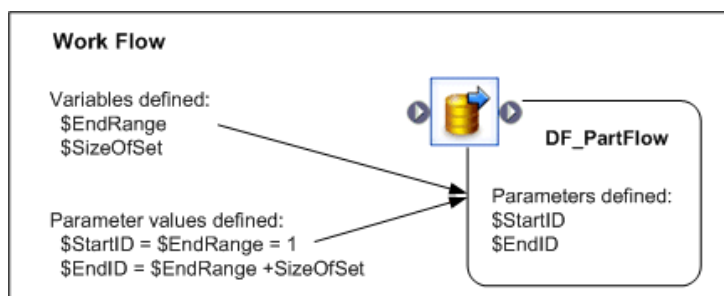 Work Flow
Variables defined:
$EndRange
$SizeOfSet
Parameter values defined:
$StartID = $EndRange = 1
$EndID = $EndRange +SizeOfSet
DF_PartFlow
Parameters defined:
$StartID
$EndID